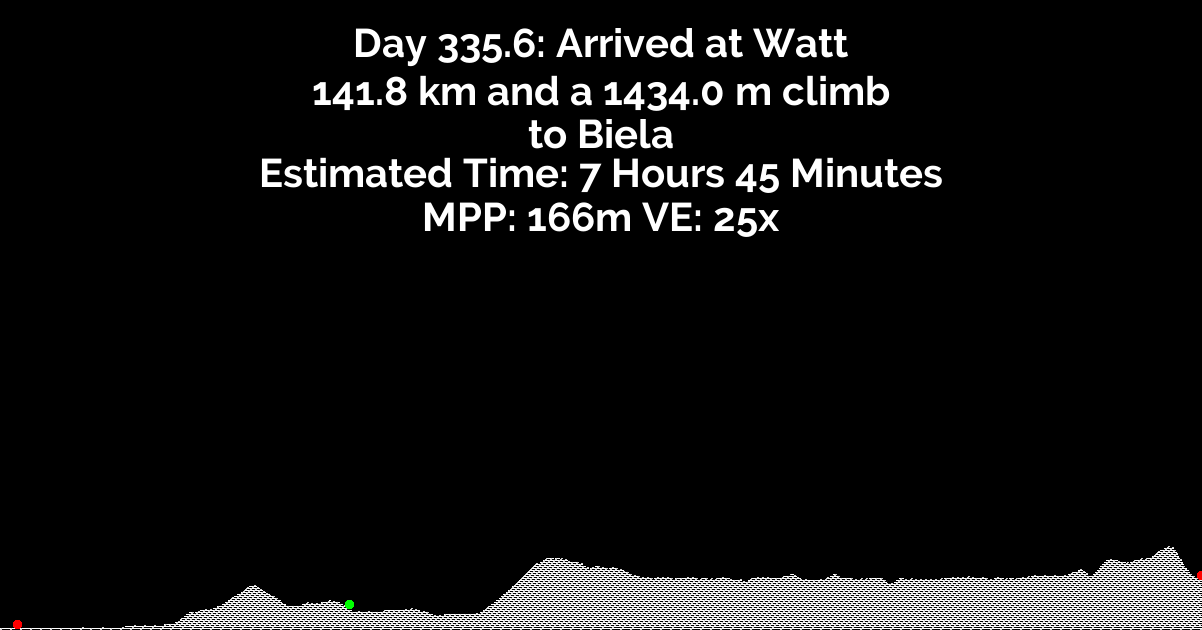 Day 335.6: Arrived at Watt
141.8 km and a 1434.0 m climb
to Biela
Estimated Time: 7 Hours 45 Minutes
MPP: 166m VE: 25x